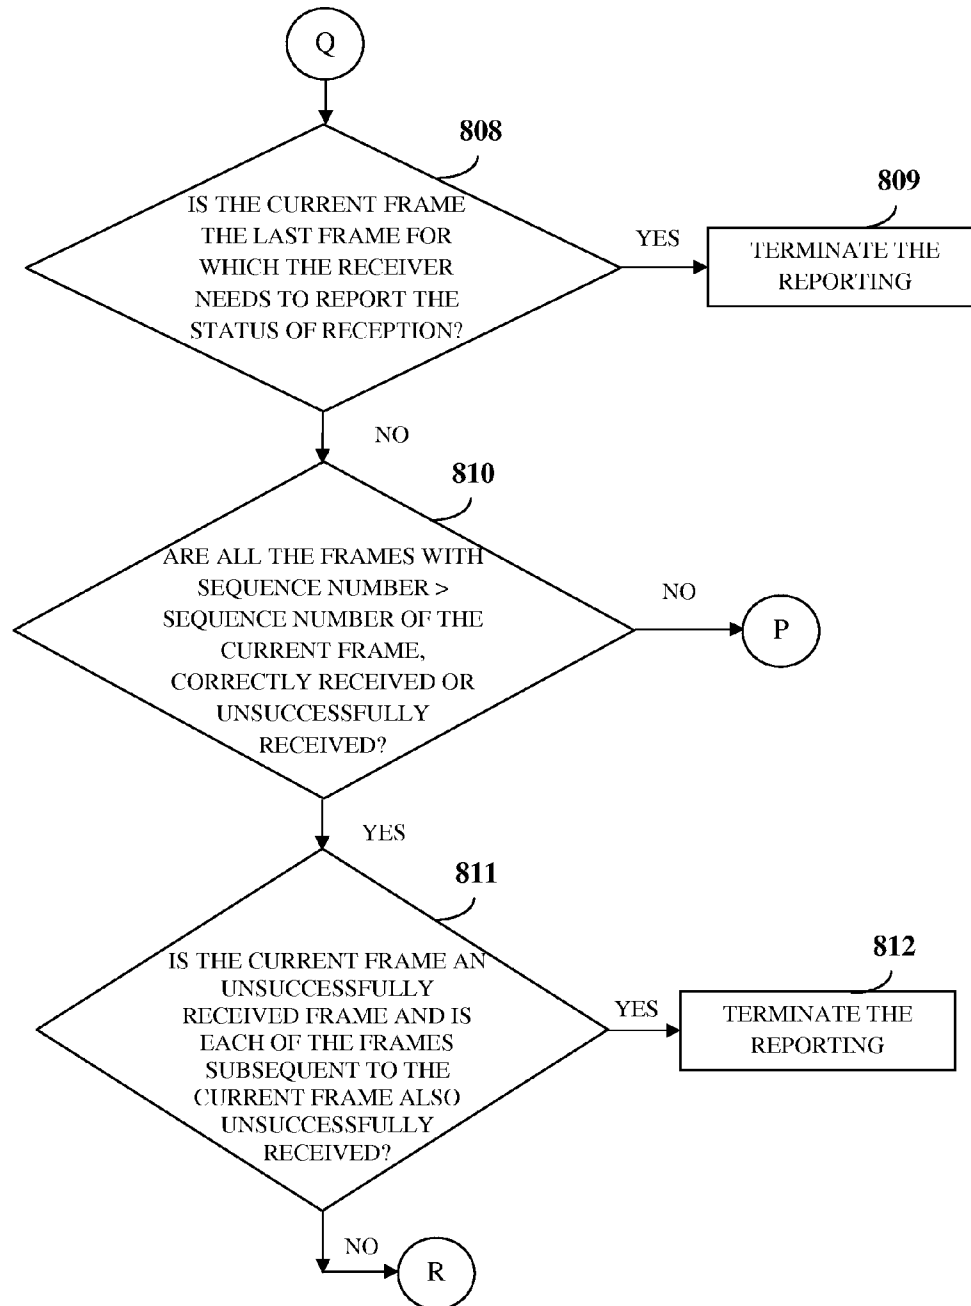 Q
808
IS THE CURRENT FRAME
THE LAST FRAME FOR
WHICH THE RECEIVER
NEEDS TO REPORT THE
STATUS OF RECEPTION?
YES
809
TERMINATE THE
REPORTING
NO
810
ARE ALL THE FRAMES WITH
SEQUENCE NUMBER >
SEQUENCE NUMBER OF THE
CURRENT FRAME,
CORRECTLY RECEIVED OR
UNSUCCESSFULLY
RECEIVED?
NO
P
YES
811
IS THE CURRENT FRAME AN
UNSUCCESSFULLY
RECEIVED FRAME AND IS
EACH OF THE FRAMES
SUBSEQUENT TO THE
CURRENT FRAME ALSO
UNSUCCESSFULLY
RECEIVED?
YES
812
TERMINATE THE
REPORTING
NO
R